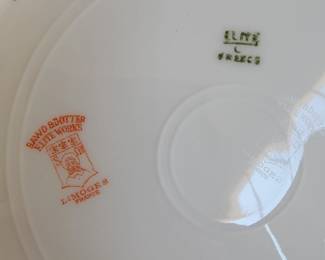 ELITE
L
FRANCE
BAWO & DOTTER
ELITE WORKS
LIMOGES
FRANCE